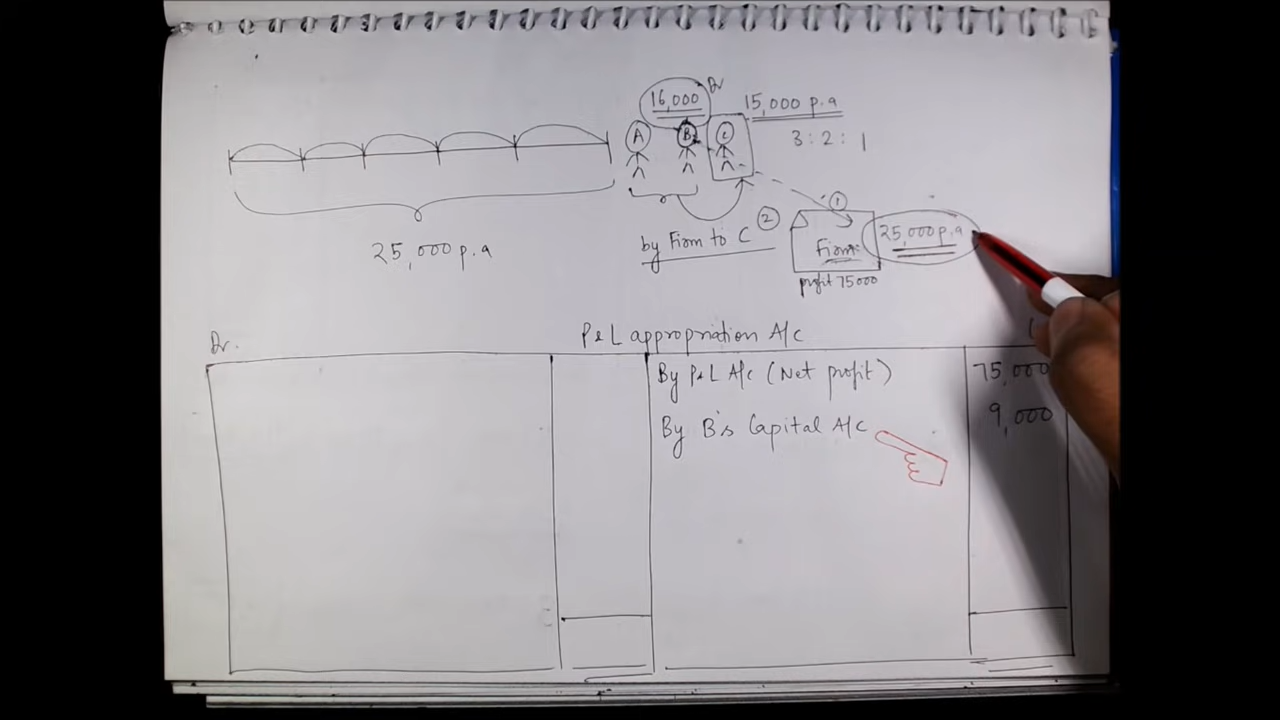 16,000 Dr
15,000 p.a
A B C
3 : 2 : 1
①
②
by Firm to C
Firm
25,000 p.a
25,000 p.a
profit 75000
Dr. P&L appropriation A/c
By P&L A/c (Net profit) 75,000
By B's Capital A/c 9,000